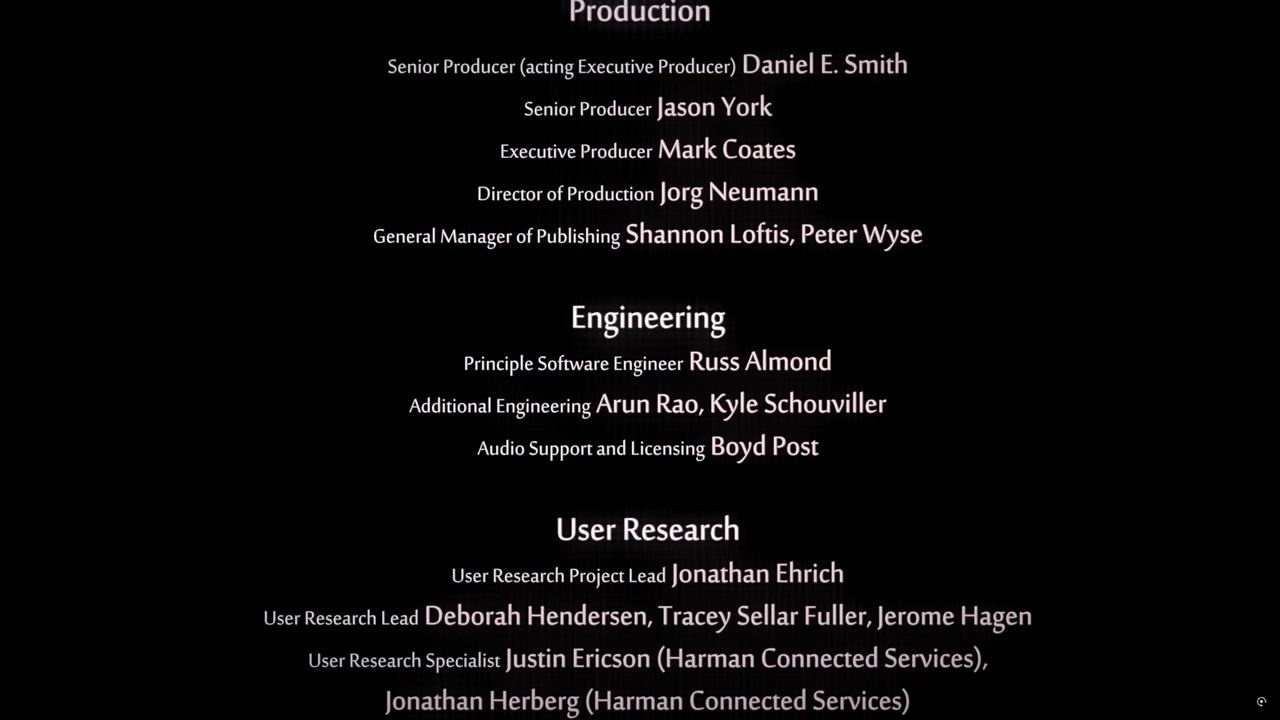 Production
Senior Producer (acting Executive Producer) Daniel E. Smith
Senior Producer Jason York
Executive Producer Mark Coates
Director of Production Jorg Neumann
General Manager of Publishing Shannon Loftis, Peter Wyse
Engineering
Principle Software Engineer Russ Almond
Additional Engineering Arun Rao, Kyle Schouviller
Audio Support and Licensing Boyd Post
User Research
User Research Project Lead Jonathan Ehrich
User Research Lead Deborah Hendersen, Tracey Sellar Fuller, Jerome Hagen
User Research Specialist Justin Ericson (Harman Connected Services),
Jonathan Herberg (Harman Connected Services)